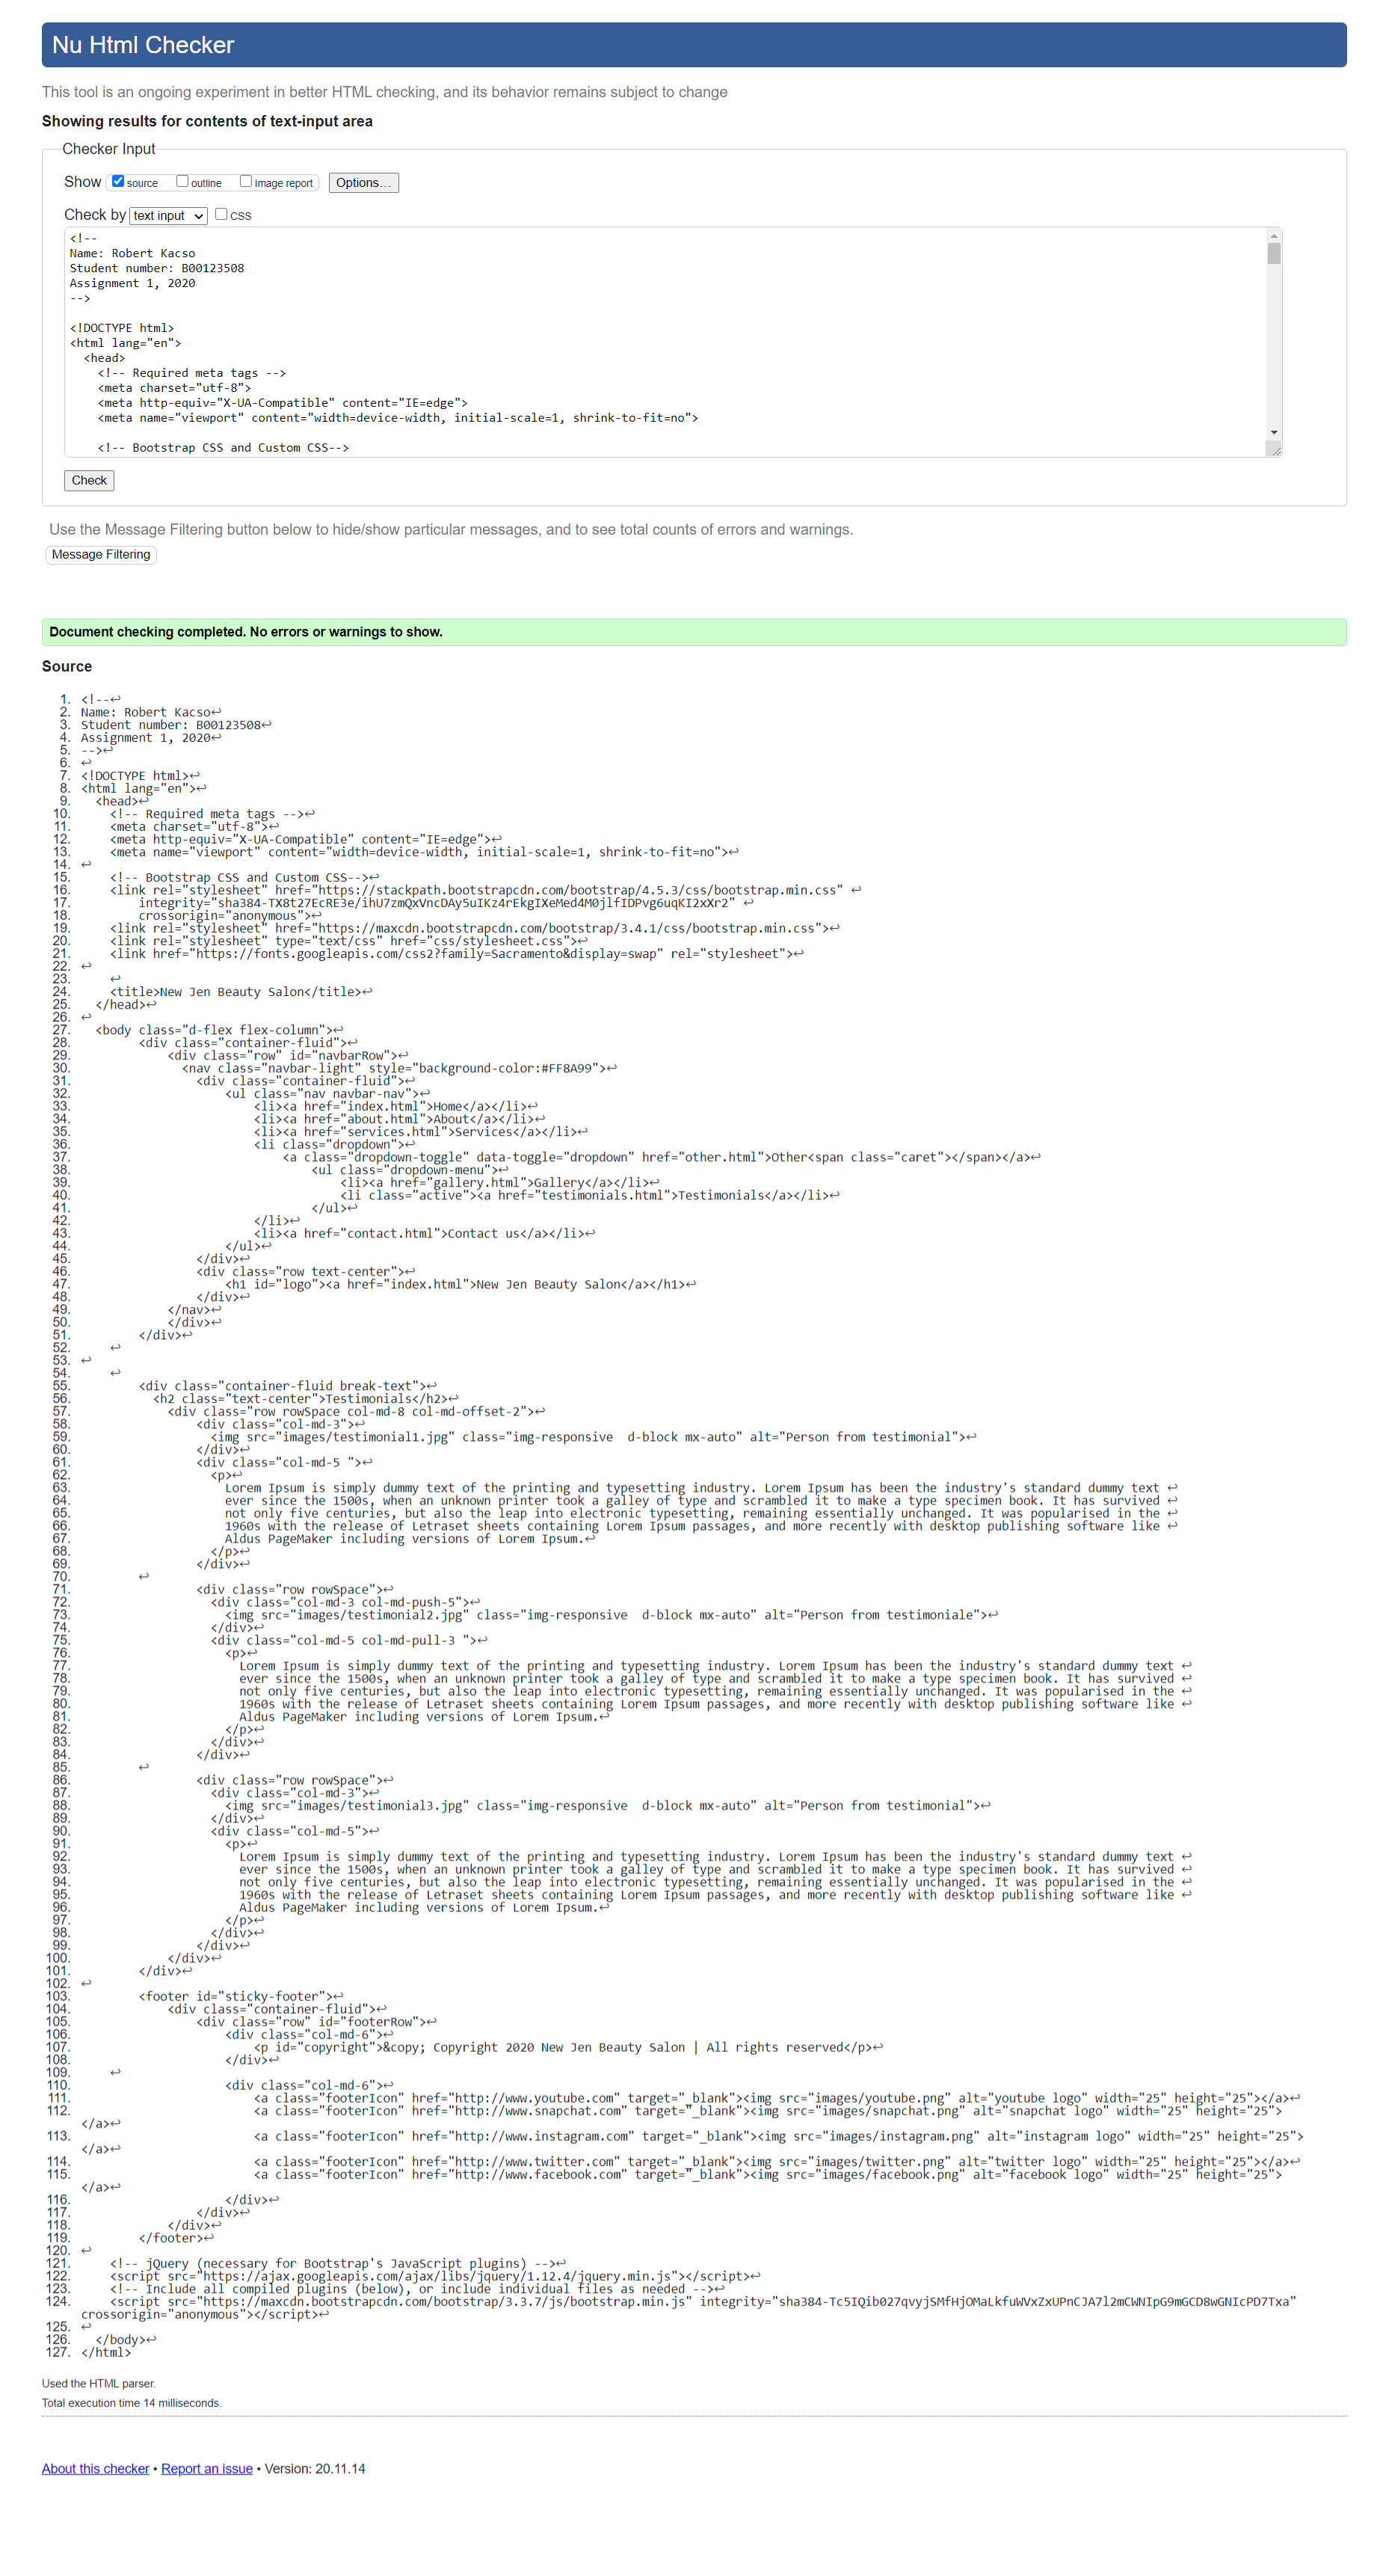 Nu Html Checker
This tool is an ongoing experiment in better HTML checking, and its behavior remains subject to change
Showing results for contents of text-input area
Checker Input
Show source outline image report Options...
Check by text input CSS
<!--
Name: Robert Kacso
Student number: B00123508
Assignment 1, 2020
-->
<!DOCTYPE html>
<html lang="en">
  <head>
    <!-- Required meta tags -->
    <meta charset="utf-8">
    <meta http-equiv="X-UA-Compatible" content="IE=edge">
    <meta name="viewport" content="width=device-width, initial-scale=1, shrink-to-fit=no">
    <!-- Bootstrap CSS and Custom CSS-->
Check
Use the Message Filtering button below to hide/show particular messages, and to see total counts of errors and warnings.
Message Filtering
Document checking completed. No errors or warnings to show.
Source
1. <!--↩
2. Name: Robert Kacso↩
3. Student number: B00123508↩
4. Assignment 1, 2020↩
5. -->↩
6. ↩
7. <!DOCTYPE html>↩
8. <html lang="en">↩
9.   <head>↩
10.     <!-- Required meta tags -->↩
11.     <meta charset="utf-8">↩
12.     <meta http-equiv="X-UA-Compatible" content="IE=edge">↩
13.     <meta name="viewport" content="width=device-width, initial-scale=1, shrink-to-fit=no">↩
14. ↩
15.     <!-- Bootstrap CSS and Custom CSS-->↩
16.     <link rel="stylesheet" href="https://stackpath.bootstrapcdn.com/bootstrap/4.5.3/css/bootstrap.min.css" ↩
17.         integrity="sha384-TX8t27EcRE3e/ihU7zmQxVncDAy5uIKz4rEkgIXeMed4M0jlfIDPvg6uqKI2xXr2" ↩
18.         crossorigin="anonymous">↩
19.     <link rel="stylesheet" href="https://maxcdn.bootstrapcdn.com/bootstrap/3.4.1/css/bootstrap.min.css">↩
20.     <link rel="stylesheet" type="text/css" href="css/stylesheet.css">↩
21.     <link href="https://fonts.googleapis.com/css2?family=Sacramento&display=swap" rel="stylesheet">↩
22. ↩
23.     ↩
24.     <title>New Jen Beauty Salon</title>↩
25.   </head>↩
26. ↩
27.   <body class="d-flex flex-column">↩
28.         <div class="container-fluid">↩
29.             <div class="row" id="navbarRow">↩
30.               <nav class="navbar-light" style="background-color:#FF8A99">↩
31.                 <div class="container-fluid">↩
32.                     <ul class="nav navbar-nav">↩
33.                         <li><a href="index.html">Home</a></li>↩
34.                         <li><a href="about.html">About</a></li>↩
35.                         <li><a href="services.html">Services</a></li>↩
36.                         <li class="dropdown">↩
37.                             <a class="dropdown-toggle" data-toggle="dropdown" href="other.html">Other<span class="caret"></span></a>↩
38.                                 <ul class="dropdown-menu">↩
39.                                     <li><a href="gallery.html">Gallery</a></li>↩
40.                                     <li class="active"><a href="testimonials.html">Testimonials</a></li>↩
41.                                 </ul>↩
42.                         </li>↩
43.                         <li><a href="contact.html">Contact us</a></li>↩
44.                     </ul>↩
45.                 </div>↩
46.                 <div class="row text-center">↩
47.                     <h1 id="logo"><a href="index.html">New Jen Beauty Salon</a></h1>↩
48.                 </div>↩
49.             </nav>↩
50.             </div>↩
51.         </div>↩
52.     ↩
53. ↩
54.     ↩
55.         <div class="container-fluid break-text">↩
56.           <h2 class="text-center">Testimonials</h2>↩
57.             <div class="row rowSpace col-md-8 col-md-offset-2">↩
58.                 <div class="col-md-3">↩
59.                   <img src="images/testimonial1.jpg" class="img-responsive  d-block mx-auto" alt="Person from testimonial">↩
60.                 </div>↩
61.                 <div class="col-md-5 ">↩
62.                   <p>↩
63.                     Lorem Ipsum is simply dummy text of the printing and typesetting industry. Lorem Ipsum has been the industry's standard dummy text ↩
64.                     ever since the 1500s, when an unknown printer took a galley of type and scrambled it to make a type specimen book. It has survived ↩
65.                     not only five centuries, but also the leap into electronic typesetting, remaining essentially unchanged. It was popularised in the ↩
66.                     1960s with the release of Letraset sheets containing Lorem Ipsum passages, and more recently with desktop publishing software like ↩
67.                     Aldus PageMaker including versions of Lorem Ipsum.↩
68.                   </p>↩
69.                 </div>↩
70.         ↩
71.                 <div class="row rowSpace">↩
72.                   <div class="col-md-3 col-md-push-5">↩
73.                     <img src="images/testimonial2.jpg" class="img-responsive  d-block mx-auto" alt="Person from testimoniale">↩
74.                   </div>↩
75.                   <div class="col-md-5 col-md-pull-3 ">↩
76.                     <p>↩
77.                       Lorem Ipsum is simply dummy text of the printing and typesetting industry. Lorem Ipsum has been the industry's standard dummy text ↩
78.                       ever since the 1500s, when an unknown printer took a galley of type and scrambled it to make a type specimen book. It has survived ↩
79.                       not only five centuries, but also the leap into electronic typesetting, remaining essentially unchanged. It was popularised in the ↩
80.                       1960s with the release of Letraset sheets containing Lorem Ipsum passages, and more recently with desktop publishing software like ↩
81.                       Aldus PageMaker including versions of Lorem Ipsum.↩
82.                     </p>↩
83.                   </div>↩
84.                 </div>↩
85.         ↩
86.                 <div class="row rowSpace">↩
87.                   <div class="col-md-3">↩
88.                     <img src="images/testimonial3.jpg" class="img-responsive  d-block mx-auto" alt="Person from testimonial">↩
89.                   </div>↩
90.                   <div class="col-md-5">↩
91.                     <p>↩
92.                       Lorem Ipsum is simply dummy text of the printing and typesetting industry. Lorem Ipsum has been the industry's standard dummy text ↩
93.                       ever since the 1500s, when an unknown printer took a galley of type and scrambled it to make a type specimen book. It has survived ↩
94.                       not only five centuries, but also the leap into electronic typesetting, remaining essentially unchanged. It was popularised in the ↩
95.                       1960s with the release of Letraset sheets containing Lorem Ipsum passages, and more recently with desktop publishing software like ↩
96.                       Aldus PageMaker including versions of Lorem Ipsum.↩
97.                     </p>↩
98.                   </div>↩
99.                 </div>↩
100.             </div>↩
101.         </div>↩
102. ↩
103.         <footer id="sticky-footer">↩
104.             <div class="container-fluid">↩
105.                 <div class="row" id="footerRow">↩
106.                     <div class="col-md-6">↩
107.                         <p id="copyright">&copy; Copyright 2020 New Jen Beauty Salon | All rights reserved</p>↩
108.                     </div>↩
109.     ↩
110.                     <div class="col-md-6">↩
111.                         <a class="footerIcon" href="http://www.youtube.com" target="_blank"><img src="images/youtube.png" alt="youtube logo" width="25" height="25"></a>↩
112.                         <a class="footerIcon" href="http://www.snapchat.com" target="_blank"><img src="images/snapchat.png" alt="snapchat logo" width="25" height="25">
</a>↩
113.                         <a class="footerIcon" href="http://www.instagram.com" target="_blank"><img src="images/instagram.png" alt="instagram logo" width="25" height="25">
</a>↩
114.                         <a class="footerIcon" href="http://www.twitter.com" target="_blank"><img src="images/twitter.png" alt="twitter logo" width="25" height="25"></a>↩
115.                         <a class="footerIcon" href="http://www.facebook.com" target="_blank"><img src="images/facebook.png" alt="facebook logo" width="25" height="25">
</a>↩
116.                     </div>↩
117.                 </div>↩
118.             </div>↩
119.         </footer>↩
120. ↩
121.     <!-- jQuery (necessary for Bootstrap's JavaScript plugins) -->↩
122.     <script src="https://ajax.googleapis.com/ajax/libs/jquery/1.12.4/jquery.min.js"></script>↩
123.     <!-- Include all compiled plugins (below), or include individual files as needed -->↩
124.     <script src="https://maxcdn.bootstrapcdn.com/bootstrap/3.3.7/js/bootstrap.min.js" integrity="sha384-Tc5IQib027qvyjSMfHjOMaLkfuWVxZxUPnCJA7l2mCWNIpG9mGCD8wGNIcPD7Txa"
crossorigin="anonymous"></script>↩
125. ↩
126.   </body>↩
127. </html>
Used the HTML parser.
Total execution time 14 milliseconds.
About this checker • Report an issue • Version: 20.11.14